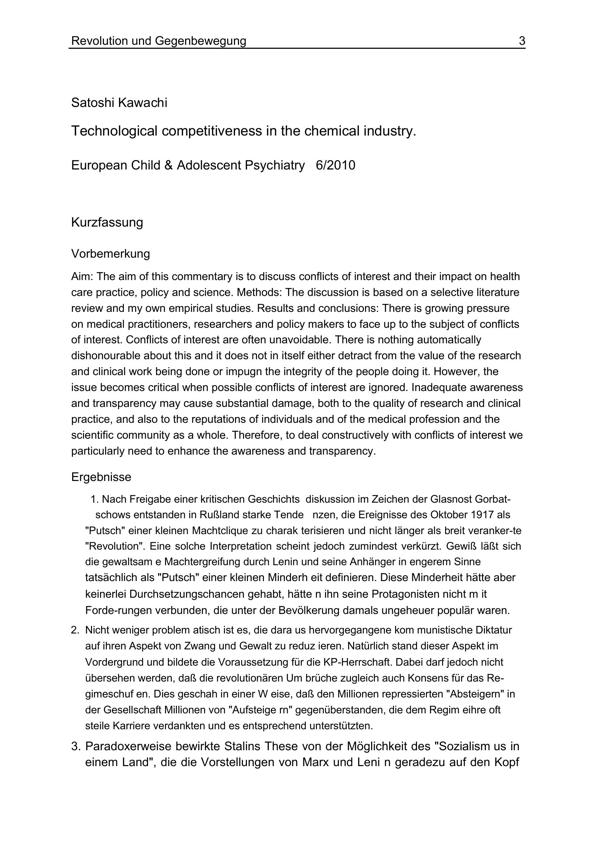 Revolution und Gegenbewegung 3
Satoshi Kawachi
Technological competitiveness in the chemical industry.
European Child & Adolescent Psychiatry 6/2010
Kurzfassung
Vorbemerkung
Aim: The aim of this commentary is to discuss conflicts of interest and their impact on health
care practice, policy and science. Methods: The discussion is based on a selective literature
review and my own empirical studies. Results and conclusions: There is growing pressure
on medical practitioners, researchers and policy makers to face up to the subject of conflicts
of interest. Conflicts of interest are often unavoidable. There is nothing automatically
dishonourable about this and it does not in itself either detract from the value of the research
and clinical work being done or impugn the integrity of the people doing it. However, the
issue becomes critical when possible conflicts of interest are ignored. Inadequate awareness
and transparency may cause substantial damage, both to the quality of research and clinical
practice, and also to the reputations of individuals and of the medical profession and the
scientific community as a whole. Therefore, to deal constructively with conflicts of interest we
particularly need to enhance the awareness and transparency.
Ergebnisse
1. Nach Freigabe einer kritischen Geschichts diskussion im Zeichen der Glasnost Gorbat-
schows entstanden in Rußland starke Tende nzen, die Ereignisse des Oktober 1917 als
"Putsch" einer kleinen Machtclique zu charak terisieren und nicht länger als breit veranker-te
"Revolution". Eine solche Interpretation scheint jedoch zumindest verkürzt. Gewiß läßt sich
die gewaltsam e Machtergreifung durch Lenin und seine Anhänger in engerem Sinne
tatsächlich als "Putsch" einer kleinen Minderh eit definieren. Diese Minderheit hätte aber
keinerlei Durchsetzungschancen gehabt, hätte n ihn seine Protagonisten nicht m it
Forde-rungen verbunden, die unter der Bevölkerung damals ungeheuer populär waren.
2. Nicht weniger problem atisch ist es, die dara us hervorgegangene kom munistische Diktatur
auf ihren Aspekt von Zwang und Gewalt zu reduz ieren. Natürlich stand dieser Aspekt im
Vordergrund und bildete die Voraussetzung für die KP-Herrschaft. Dabei darf jedoch nicht
übersehen werden, daß die revolutionären Um brüche zugleich auch Konsens für das Re-
gimeschuf en. Dies geschah in einer W eise, daß den Millionen repressierten "Absteigern" in
der Gesellschaft Millionen von "Aufsteige rn" gegenüberstanden, die dem Regim eihre oft
steile Karriere verdankten und es entsprechend unterstützten.
3. Paradoxerweise bewirkte Stalins These von der Möglichkeit des "Sozialism us in
einem Land", die die Vorstellungen von Marx und Leni n geradezu auf den Kopf